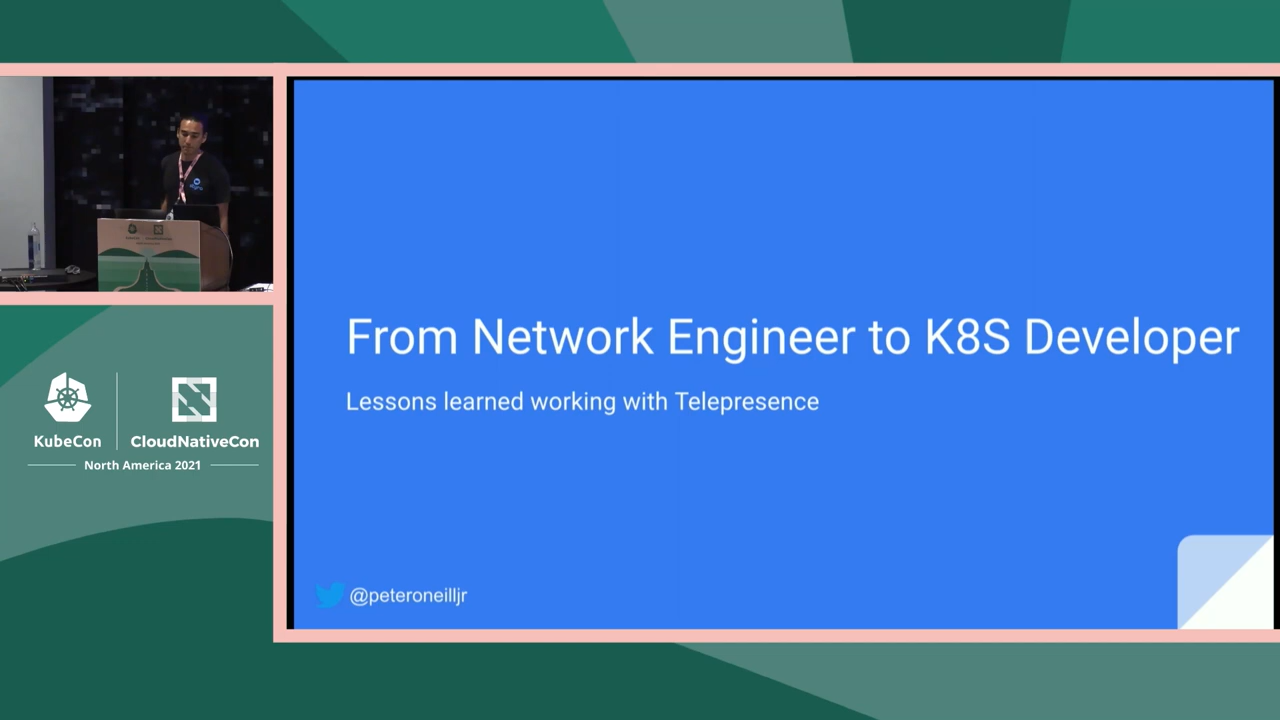 From Network Engineer to K8S Developer
Lessons learned working with Telepresence
@peteroneilljr
KubeCon
CloudNativeCon
North America 2021